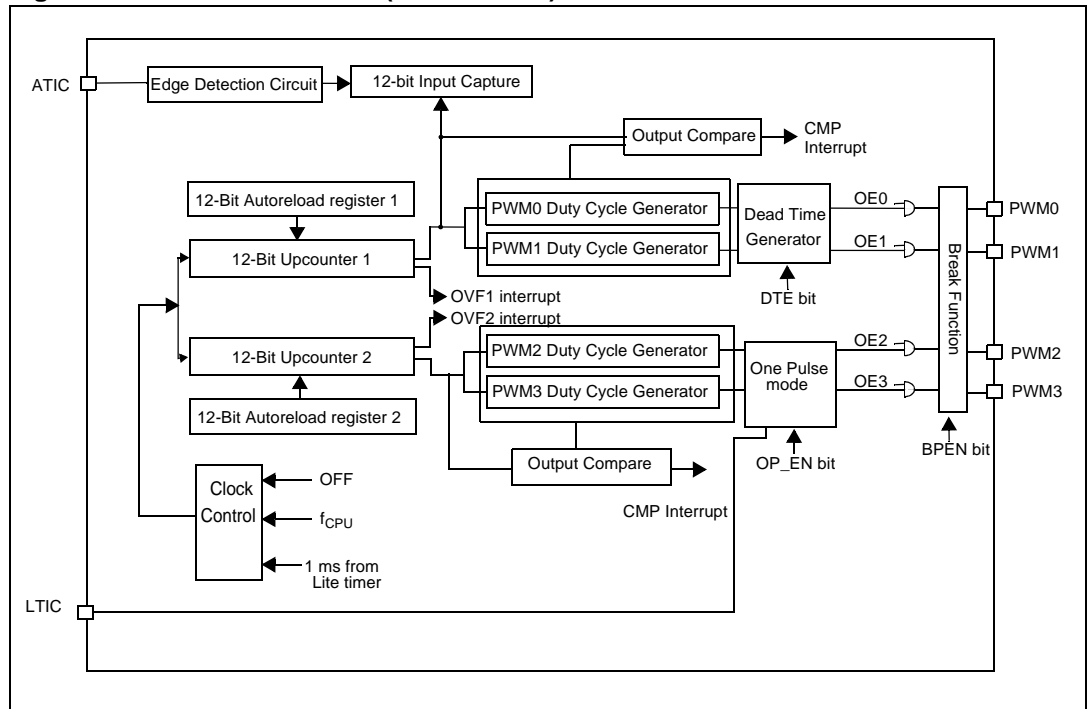 ATIC
Edge Detection Circuit
12-bit Input Capture
Output Compare
CMP
Interrupt
12-Bit Autoreload register 1
PWM0 Duty Cycle Generator
PWM1 Duty Cycle Generator
Dead Time
Generator
OE0
OE1
PWM0
PWM1
12-Bit Upcounter 1
OVF1 interrupt
OVF2 interrupt
DTE bit
Break Function
12-Bit Upcounter 2
PWM2 Duty Cycle Generator
PWM3 Duty Cycle Generator
One Pulse
mode
OE2
OE3
PWM2
PWM3
12-Bit Autoreload register 2
Output Compare
OP_EN bit
BPEN bit
CMP Interrupt
Clock
Control
OFF
fCPU
1 ms from
Lite timer
LTIC